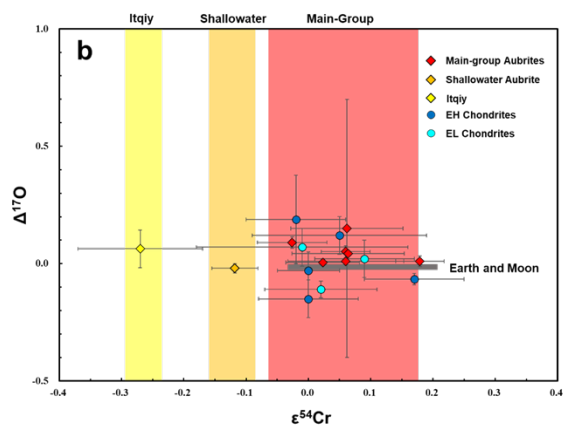 Itqiy Shallowater Main-Group
b
Main-group Aubrites
Shallowater Aubrite
Itqiy
EH Chondrites
EL Chondrites
Earth and Moon
1.0
0.5
0.0
-0.5
Δ¹⁷O
-0.4 -0.3 -0.2 -0.1 0.0 0.1 0.2 0.3 0.4
ε⁵⁴Cr